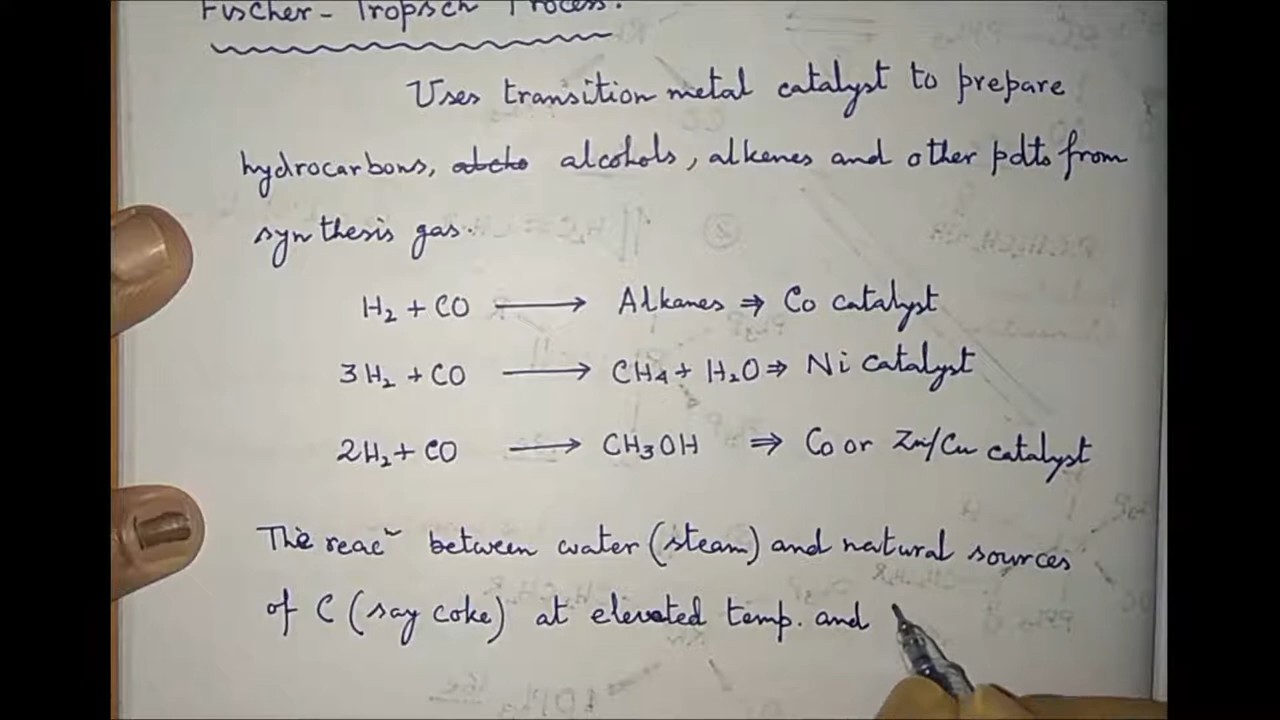 Fischer - Tropsch Process.
Uses transition metal catalyst to prepare
hydrocarbons, alcohols, alkenes and other pdts from
synthesis gas.
H₂ + CO ⟶ Alkanes ⇒ Co catalyst
3H₂ + CO ⟶ CH₄ + H₂O ⇒ Ni catalyst
2H₂ + CO ⟶ CH₃OH ⇒ Co or Zn/Cu catalyst
The reacⁿ between water (steam) and natural sources
of C (say coke) at elevated temp. and